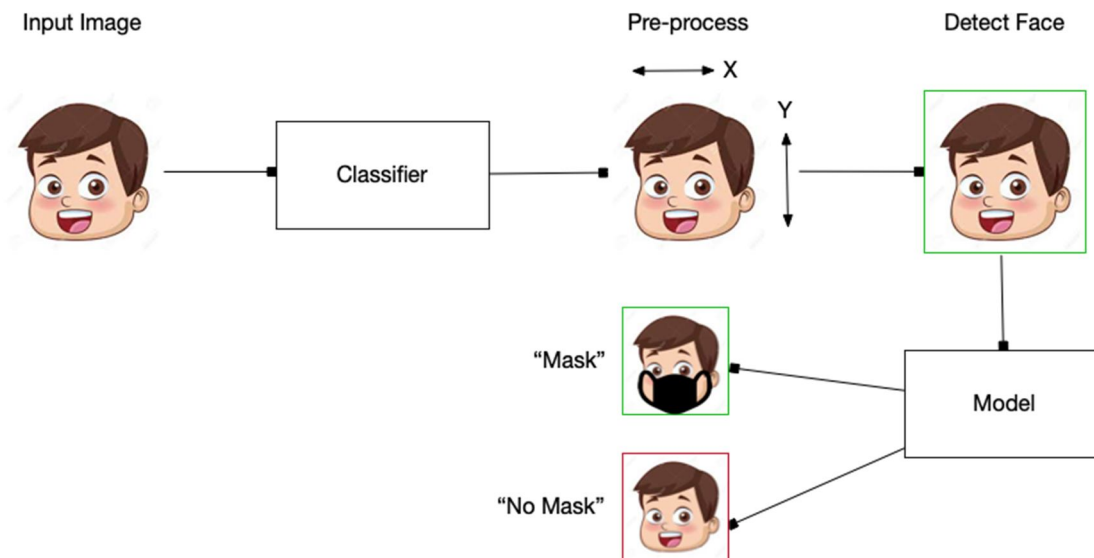 Input Image
Pre-process
Detect Face
X
Y
Classifier
“Mask”
Model
“No Mask”